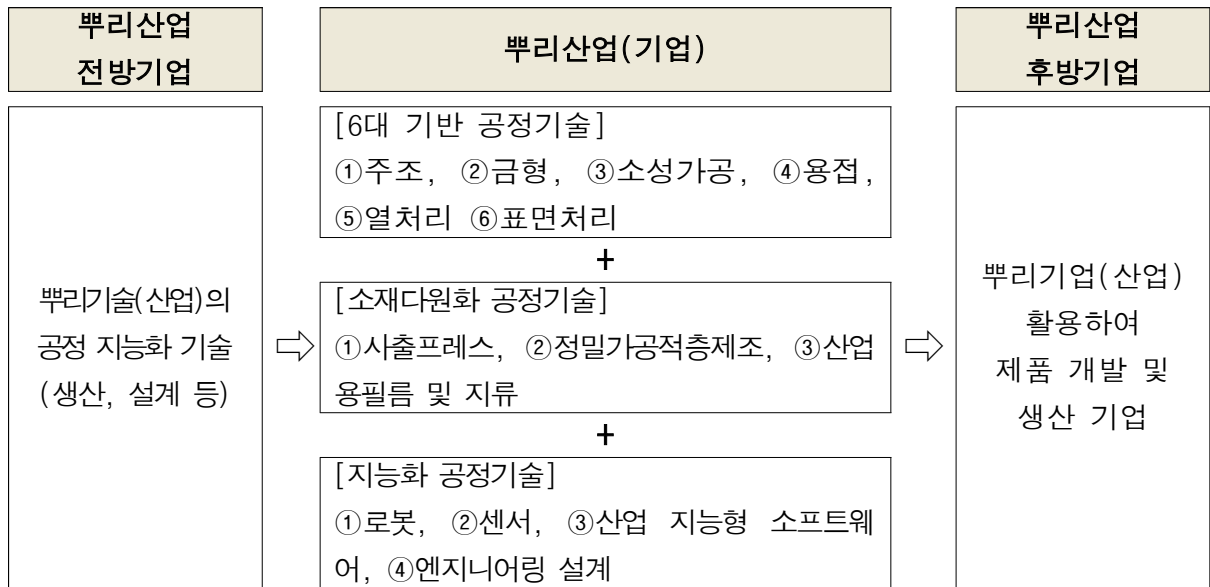 뿌리산업
전방기업
뿌리산업(기업)
뿌리산업
후방기업
뿌리기술(산업)의
공정 지능화 기술
(생산, 설계 등)
⇨
[6대 기반 공정기술]
①주조, ②금형, ③소성가공, ④용접,
⑤열처리 ⑥표면처리
+
[소재다원화 공정기술]
①사출프레스, ②정밀가공적층제조, ③산업
용필름 및 지류
+
[지능화 공정기술]
①로봇, ②센서, ③산업 지능형 소프트웨
어, ④엔지니어링 설계
⇨
뿌리기업(산업)
활용하여
제품 개발 및
생산 기업